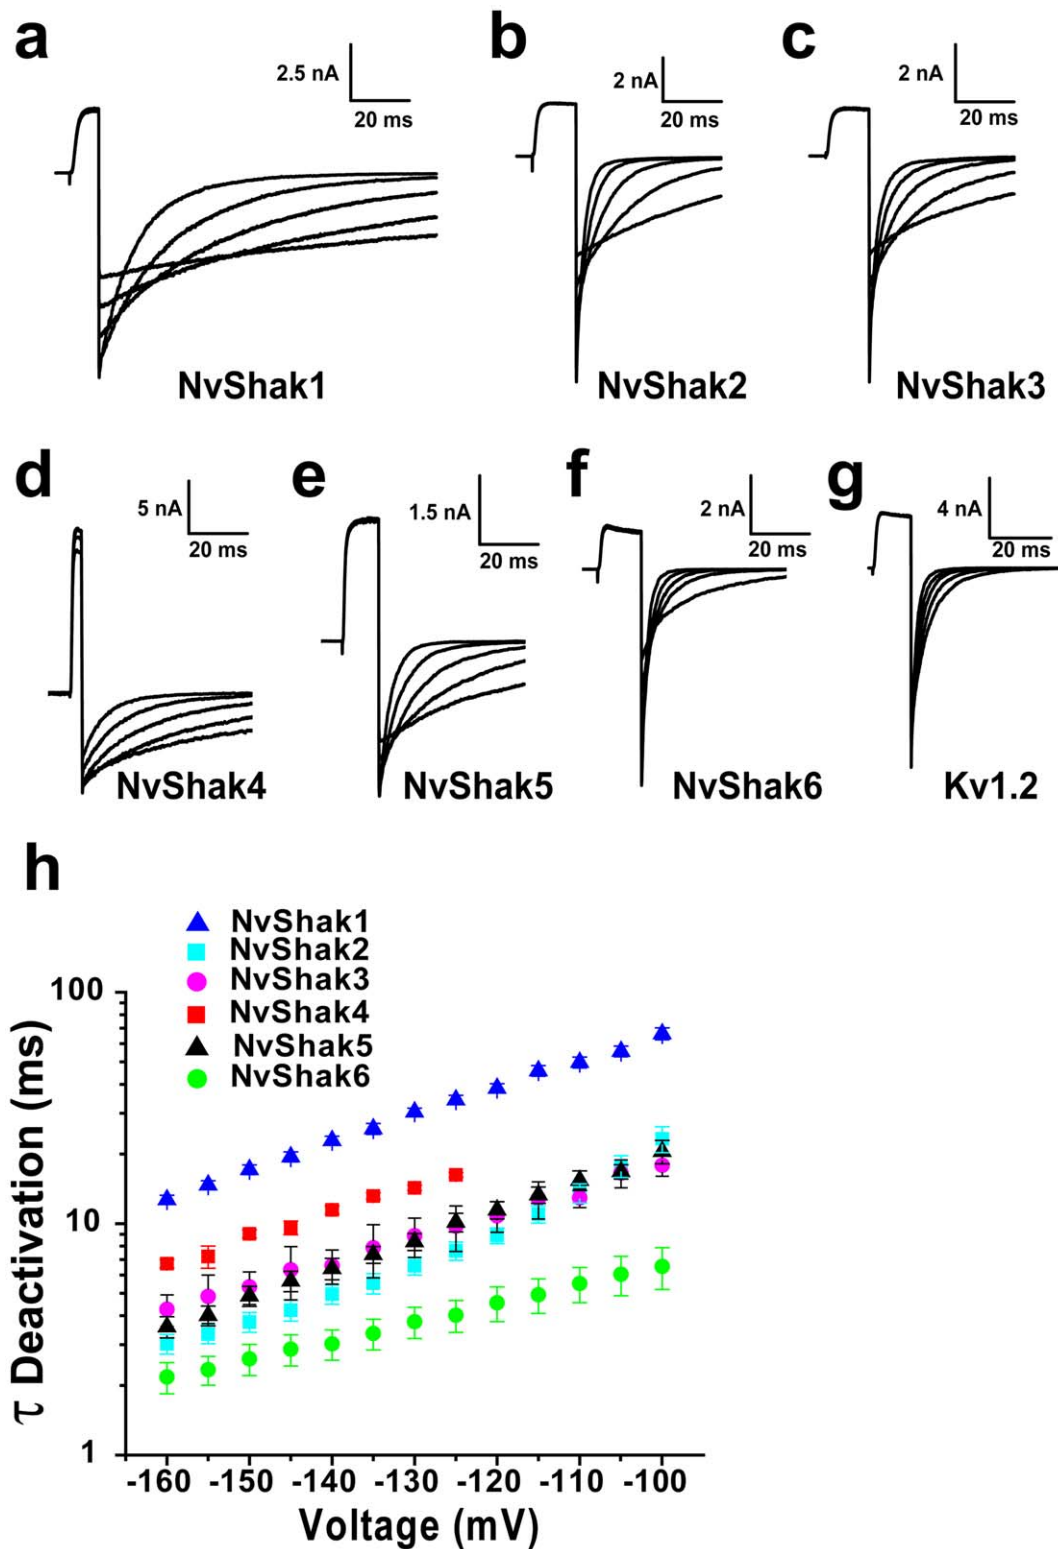 a
2.5 nA
20 ms
NvShak1
b
2 nA
20 ms
NvShak2
c
2 nA
20 ms
NvShak3
d
5 nA
20 ms
NvShak4
e
1.5 nA
20 ms
NvShak5
f
2 nA
20 ms
NvShak6
g
4 nA
20 ms
Kv1.2
h
NvShak1
NvShak2
NvShak3
NvShak4
NvShak5
NvShak6
τ Deactivation (ms)
100
10
1
-160 -150 -140 -130 -120 -110 -100
Voltage (mV)